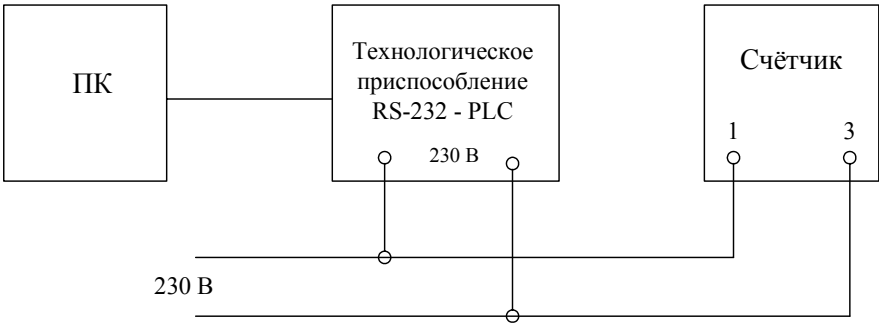 ПК
Технологическое
приспособление
RS-232 - PLC
230 В
Счётчик
1 3
230 В